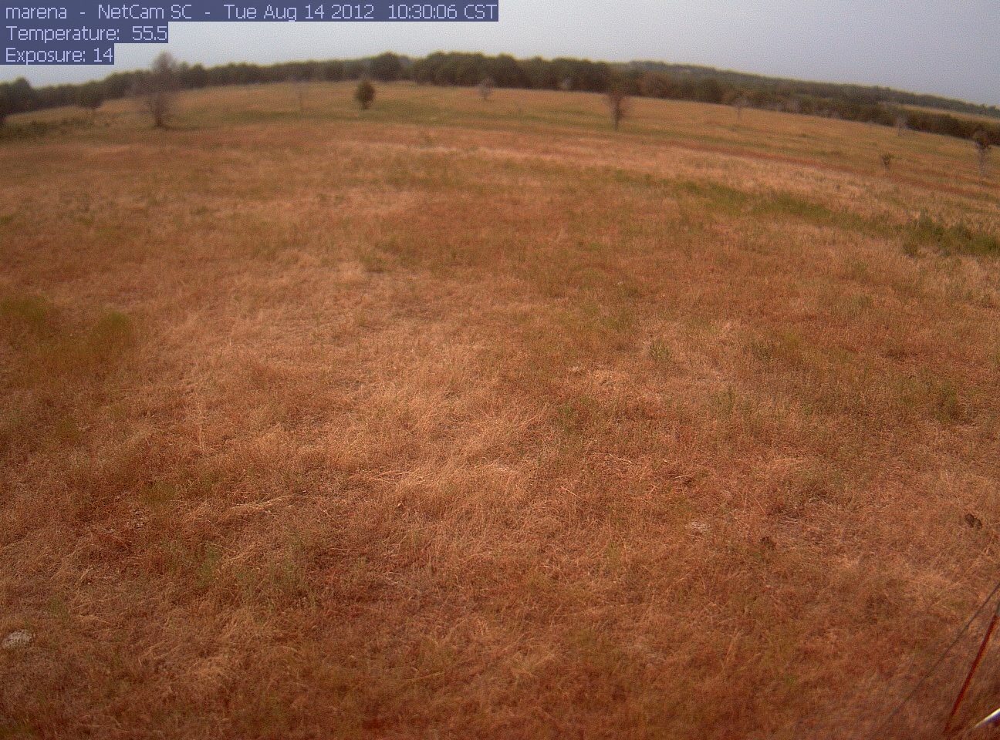 marena - NetCam SC - Tue Aug 14 2012 10:30:06 CST
Temperature: 55.5
Exposure: 14